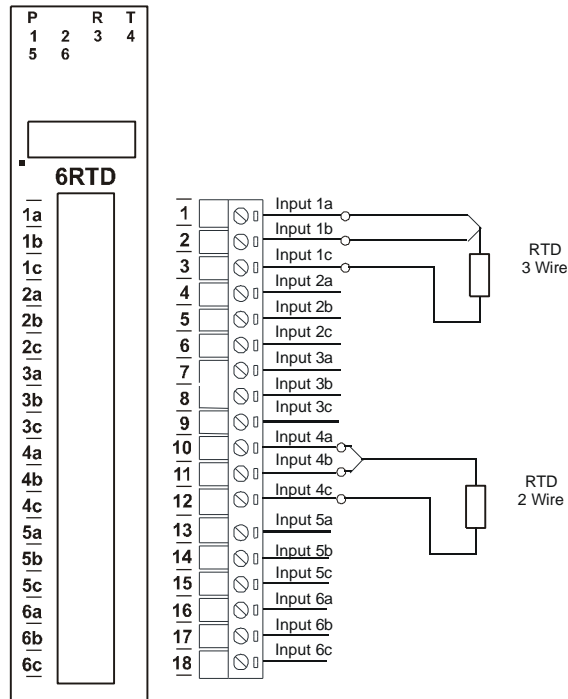 P R T
1 2 3 4
5 6
6RTD
1a
1b
1c
2a
2b
2c
3a
3b
3c
4a
4b
4c
5a
5b
5c
6a
6b
6c
1 Input 1a
2 Input 1b
3 Input 1c
4 Input 2a
5 Input 2b
6 Input 2c
7 Input 3a
8 Input 3b
9 Input 3c
10 Input 4a
11 Input 4b
12 Input 4c
13 Input 5a
14 Input 5b
15 Input 5c
16 Input 6a
17 Input 6b
18 Input 6c
RTD
3 Wire
RTD
2 Wire